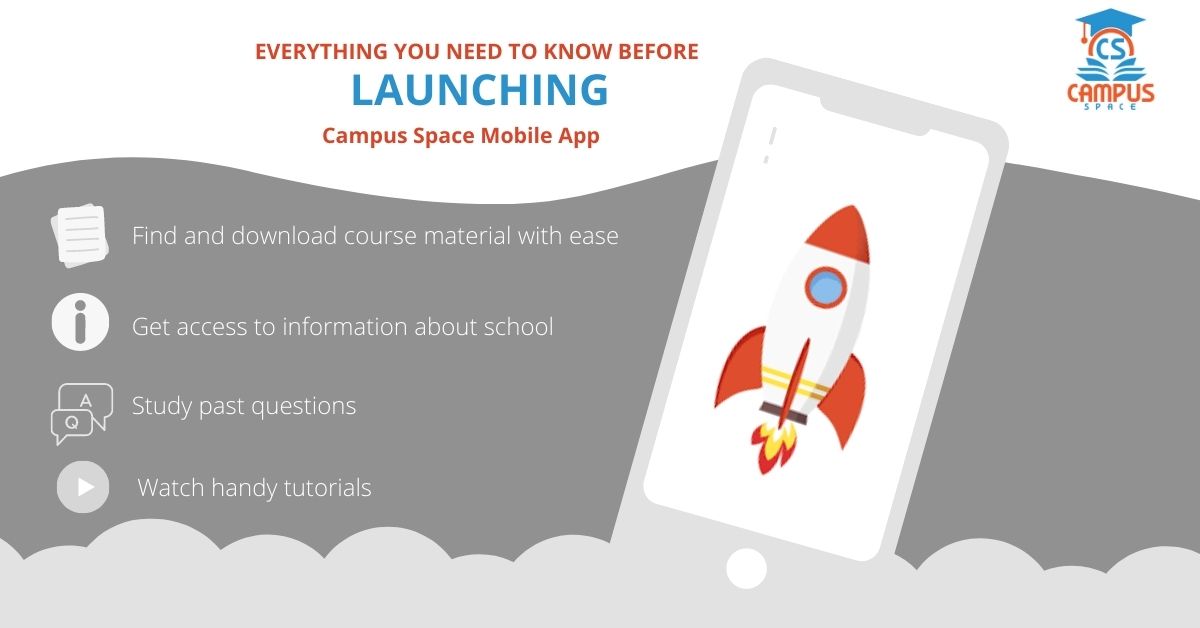 EVERYTHING YOU NEED TO KNOW BEFORE
LAUNCHING
Campus Space Mobile App
CS
CAMPUS
SPACE
Find and download course material with ease
i
Get access to information about school
A
Q
Study past questions
Watch handy tutorials